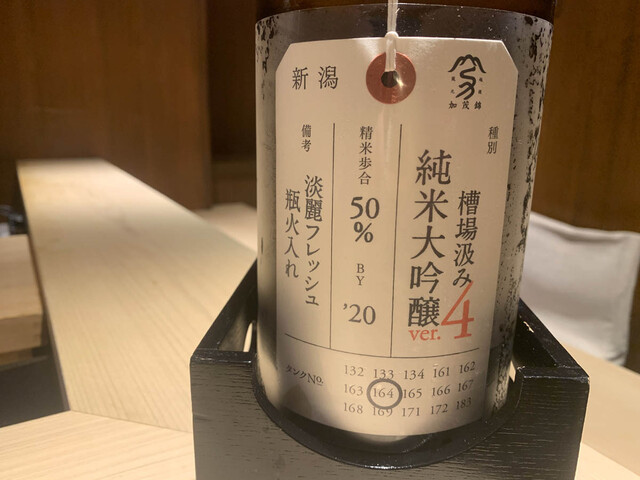 新潟
加茂錦
種別
槽場汲み
純米大吟醸
ver.4
精米歩合
50%
BY
'20
備考
淡麗フレッシュ
瓶火入れ
タンクNo.
132 133 134 161 162
163 164 165 166 167
168 169 171 172 183